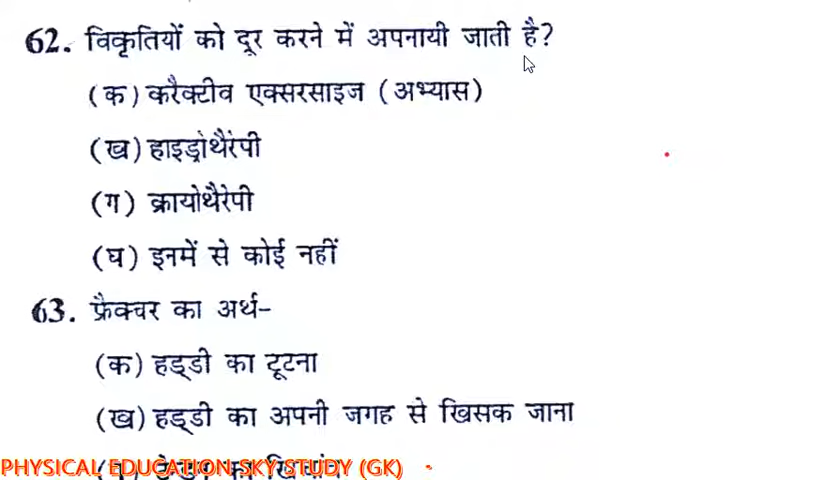 62. विकृतियों को दूर करने में अपनायी जाती है?
(क) करैक्टीव एक्सरसाइज (अभ्यास)
(ख) हाइड्रोथैरेपी
(ग) क्रायोथैरेपी
(घ) इनमें से कोई नहीं
63. फ्रैक्चर का अर्थ-
(क) हड्डी का टूटना
(ख) हड्डी का अपनी जगह से खिसक जाना
PHYSICAL EDUCATION SKY STUDY (GK)